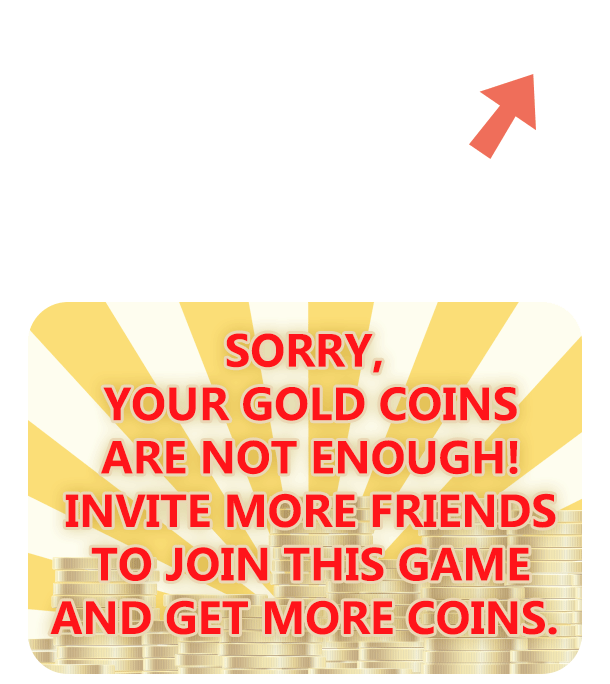 SORRY,
YOUR GOLD COINS
ARE NOT ENOUGH!
INVITE MORE FRIENDS
TO JOIN THIS GAME
AND GET MORE COINS.